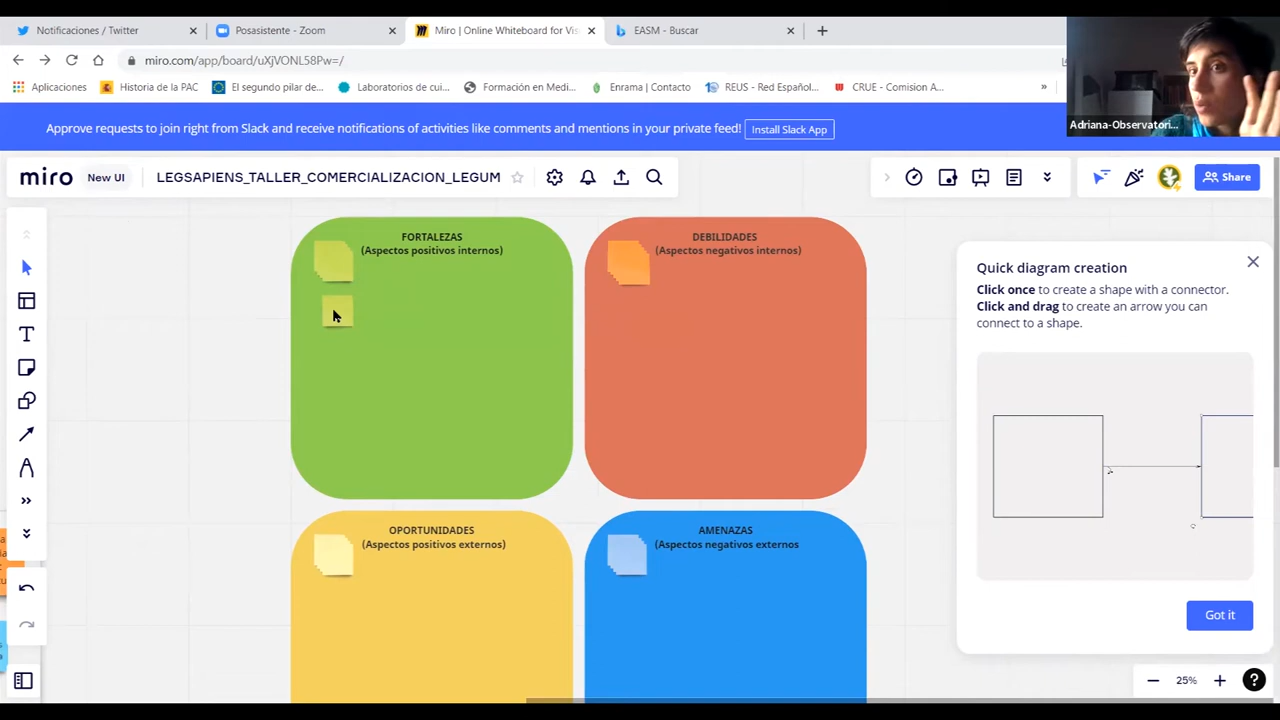 Notificaciones / Twitter
Posasistente - Zoom
Miro | Online Whiteboard for Vis
EASM - Buscar
miro.com/app/board/uXjVONL58Pw=/
Aplicaciones
Historia de la PAC
El segundo pilar de...
Laboratorios de cui...
Formación en Medi...
Enrama | Contacto
REUS - Red Español...
CRUE - Comision A...
Adriana-Observatori...
Approve requests to join right from Slack and receive notifications of activities like comments and mentions in your private feed!
Install Slack App
miro
New UI
LEGSAPIENS_TALLER_COMERCIALIZACION_LEGUM
Share
FORTALEZAS
(Aspectos positivos internos)
DEBILIDADES
(Aspectos negativos internos)
Quick diagram creation
Click once to create a shape with a connector.
Click and drag to create an arrow you can
connect to a shape.
OPORTUNIDADES
(Aspectos positivos externos)
AMENAZAS
(Aspectos negativos externos
Got it
25%